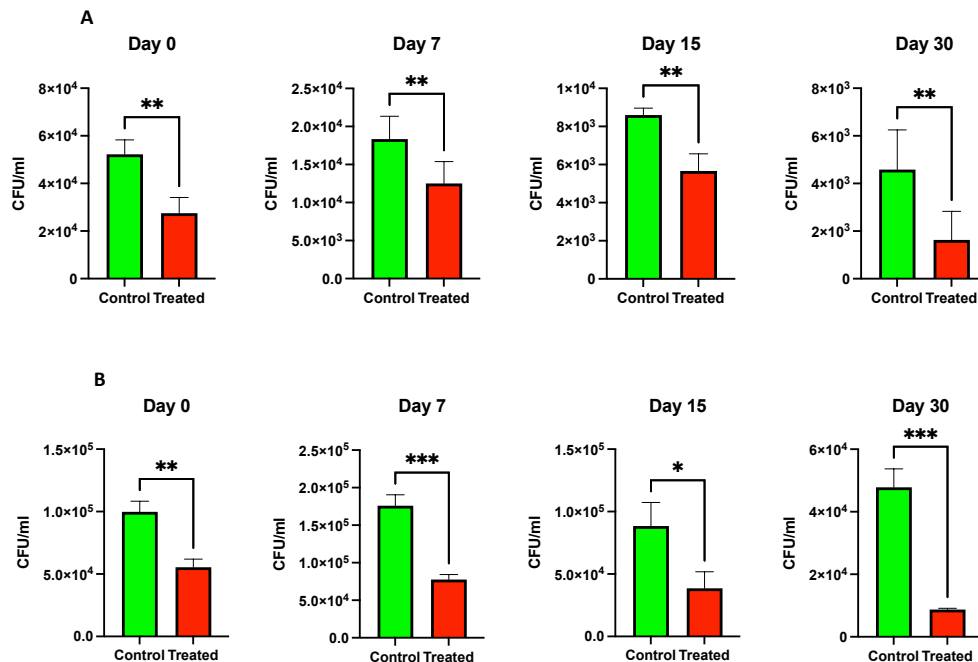 A
Day 0
Day 7
Day 15
Day 30
**
**
**
**
8×10⁴
6×10⁴
4×10⁴
2×10⁴
0
CFU/ml
Control Treated
2.5×10⁴
2.0×10⁴
1.5×10⁴
1.0×10⁴
5.0×10³
0.0
CFU/ml
Control Treated
1×10⁴
8×10³
6×10³
4×10³
2×10³
0
CFU/ml
Control Treated
8×10³
6×10³
4×10³
2×10³
0
CFU/ml
Control Treated
B
Day 0
Day 7
Day 15
Day 30
**
***
*
***
1.5×10⁵
1.0×10⁵
5.0×10⁴
0.0
CFU/ml
Control Treated
2.5×10⁵
2.0×10⁵
1.5×10⁵
1.0×10⁵
5.0×10⁴
0.0
CFU/ml
Control Treated
1.5×10⁵
1.0×10⁵
5.0×10⁴
0.0
CFU/ml
Control Treated
6×10⁴
4×10⁴
2×10⁴
0
CFU/ml
Control Treated